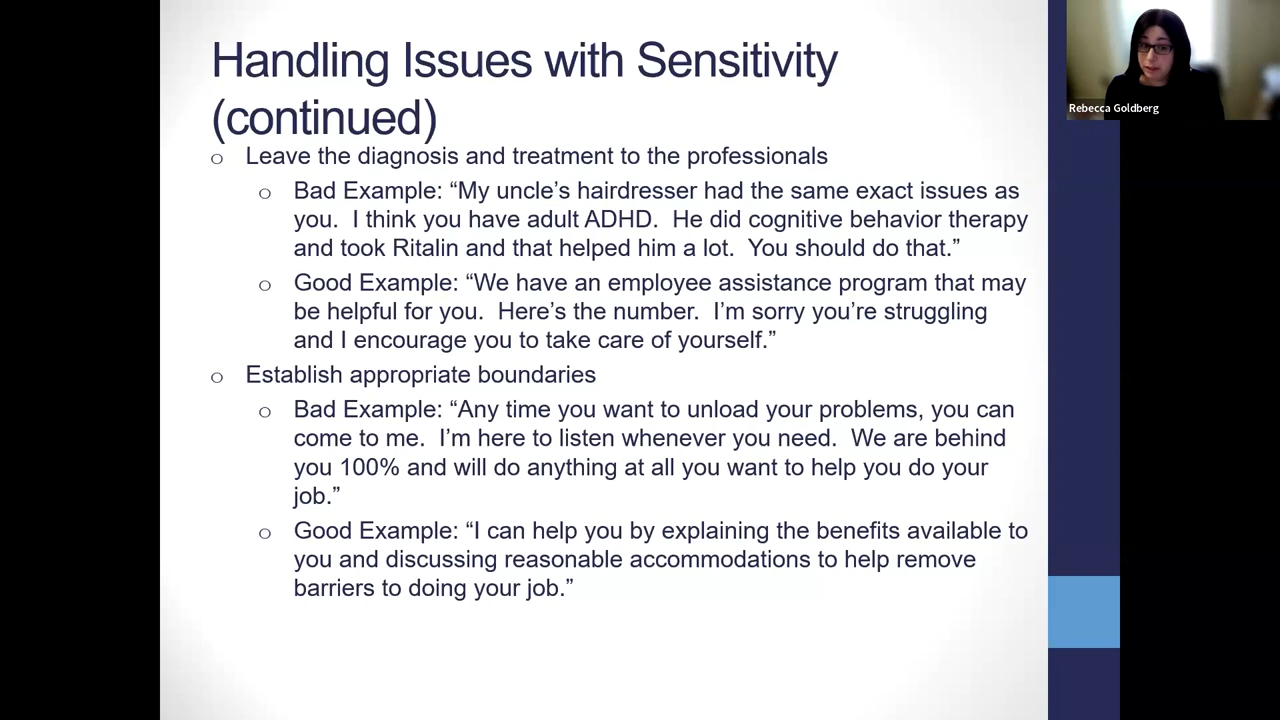 Handling Issues with Sensitivity
(continued)
Rebecca Goldberg
o Leave the diagnosis and treatment to the professionals
o Bad Example: “My uncle’s hairdresser had the same exact issues as
you.  I think you have adult ADHD.  He did cognitive behavior therapy
and took Ritalin and that helped him a lot.  You should do that.”
o Good Example: “We have an employee assistance program that may
be helpful for you.  Here’s the number.  I’m sorry you’re struggling
and I encourage you to take care of yourself.”
o Establish appropriate boundaries
o Bad Example: “Any time you want to unload your problems, you can
come to me.  I’m here to listen whenever you need.  We are behind
you 100% and will do anything at all you want to help you do your
job.”
o Good Example: “I can help you by explaining the benefits available to
you and discussing reasonable accommodations to help remove
barriers to doing your job.”